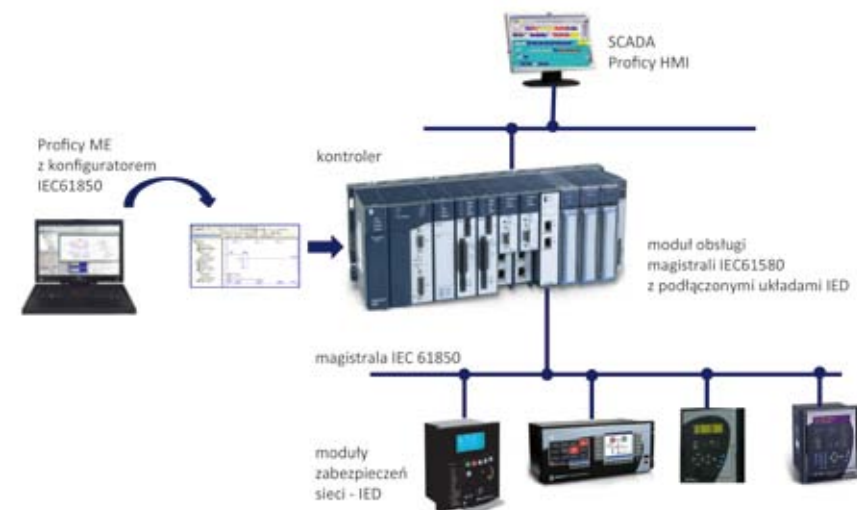 SCADA
Proficy HMI
Proficy ME
z konfiguratorem
IEC61850
kontroler
moduł obsługi
magistrali IEC61580
z podłączonymi układami IED
magistrala IEC 61850
moduły
zabezpieczeń
sieci - IED